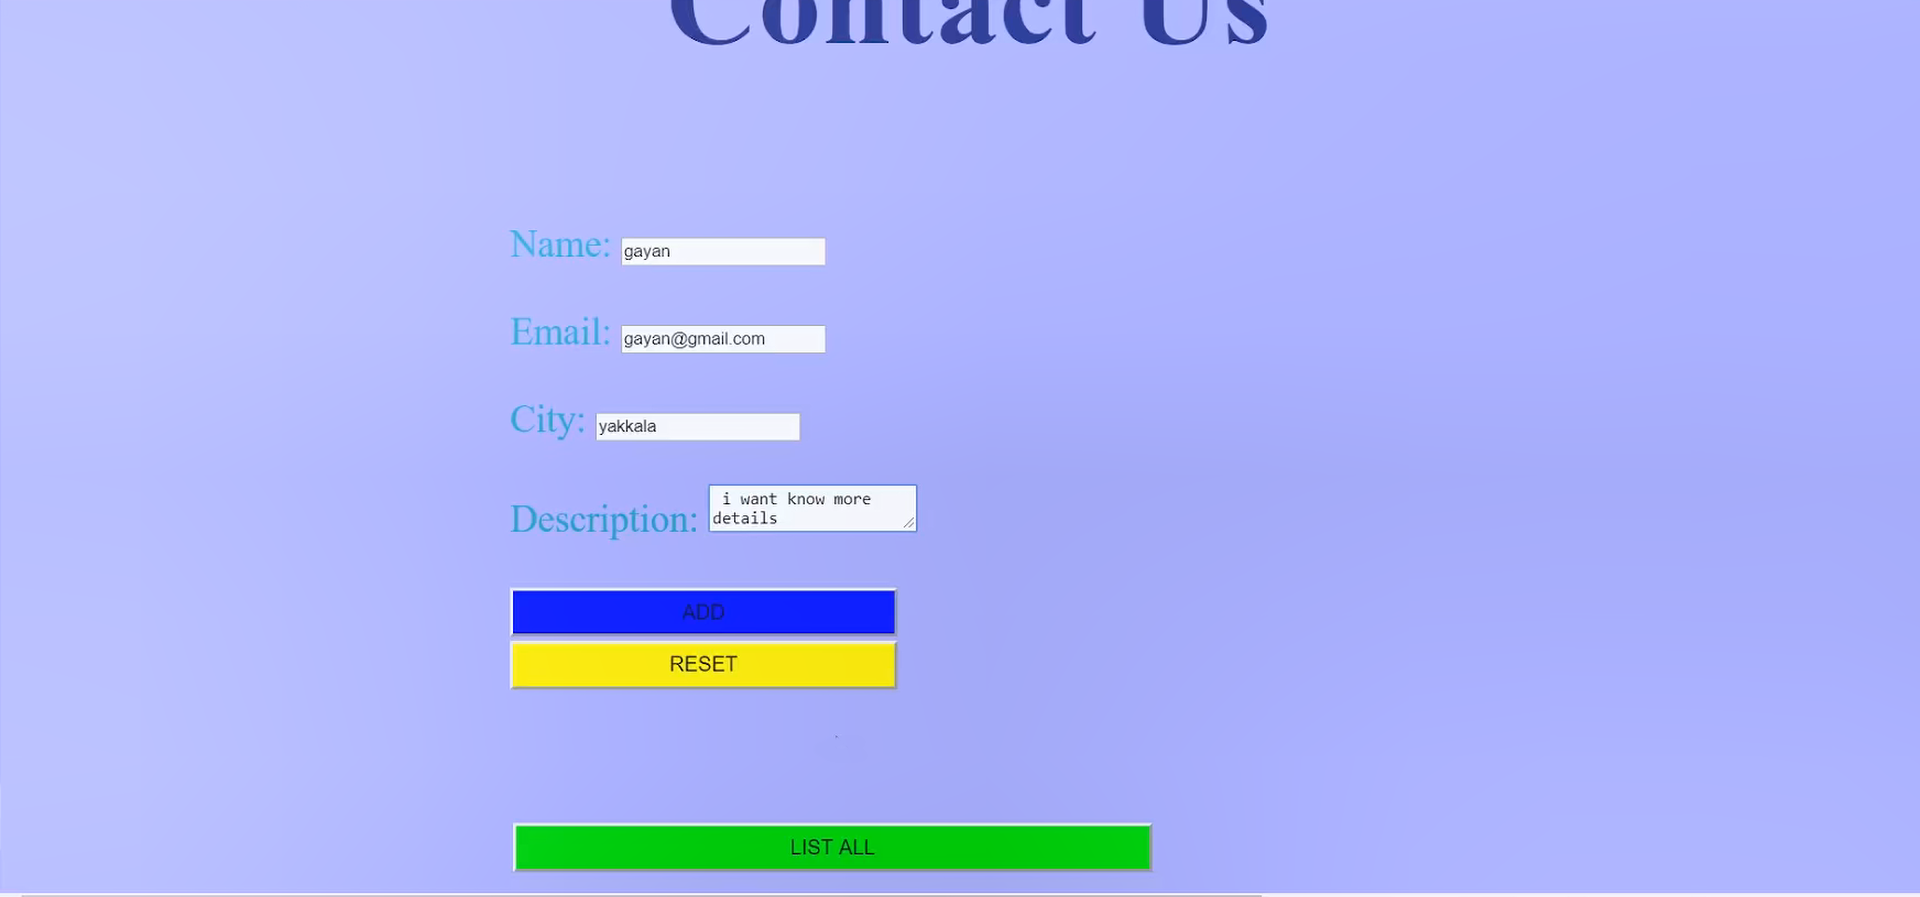 Contact Us
Name: gayan
Email: gayan@gmail.com
City: yakkala
Description: i want know more
details
ADD
RESET
LIST ALL